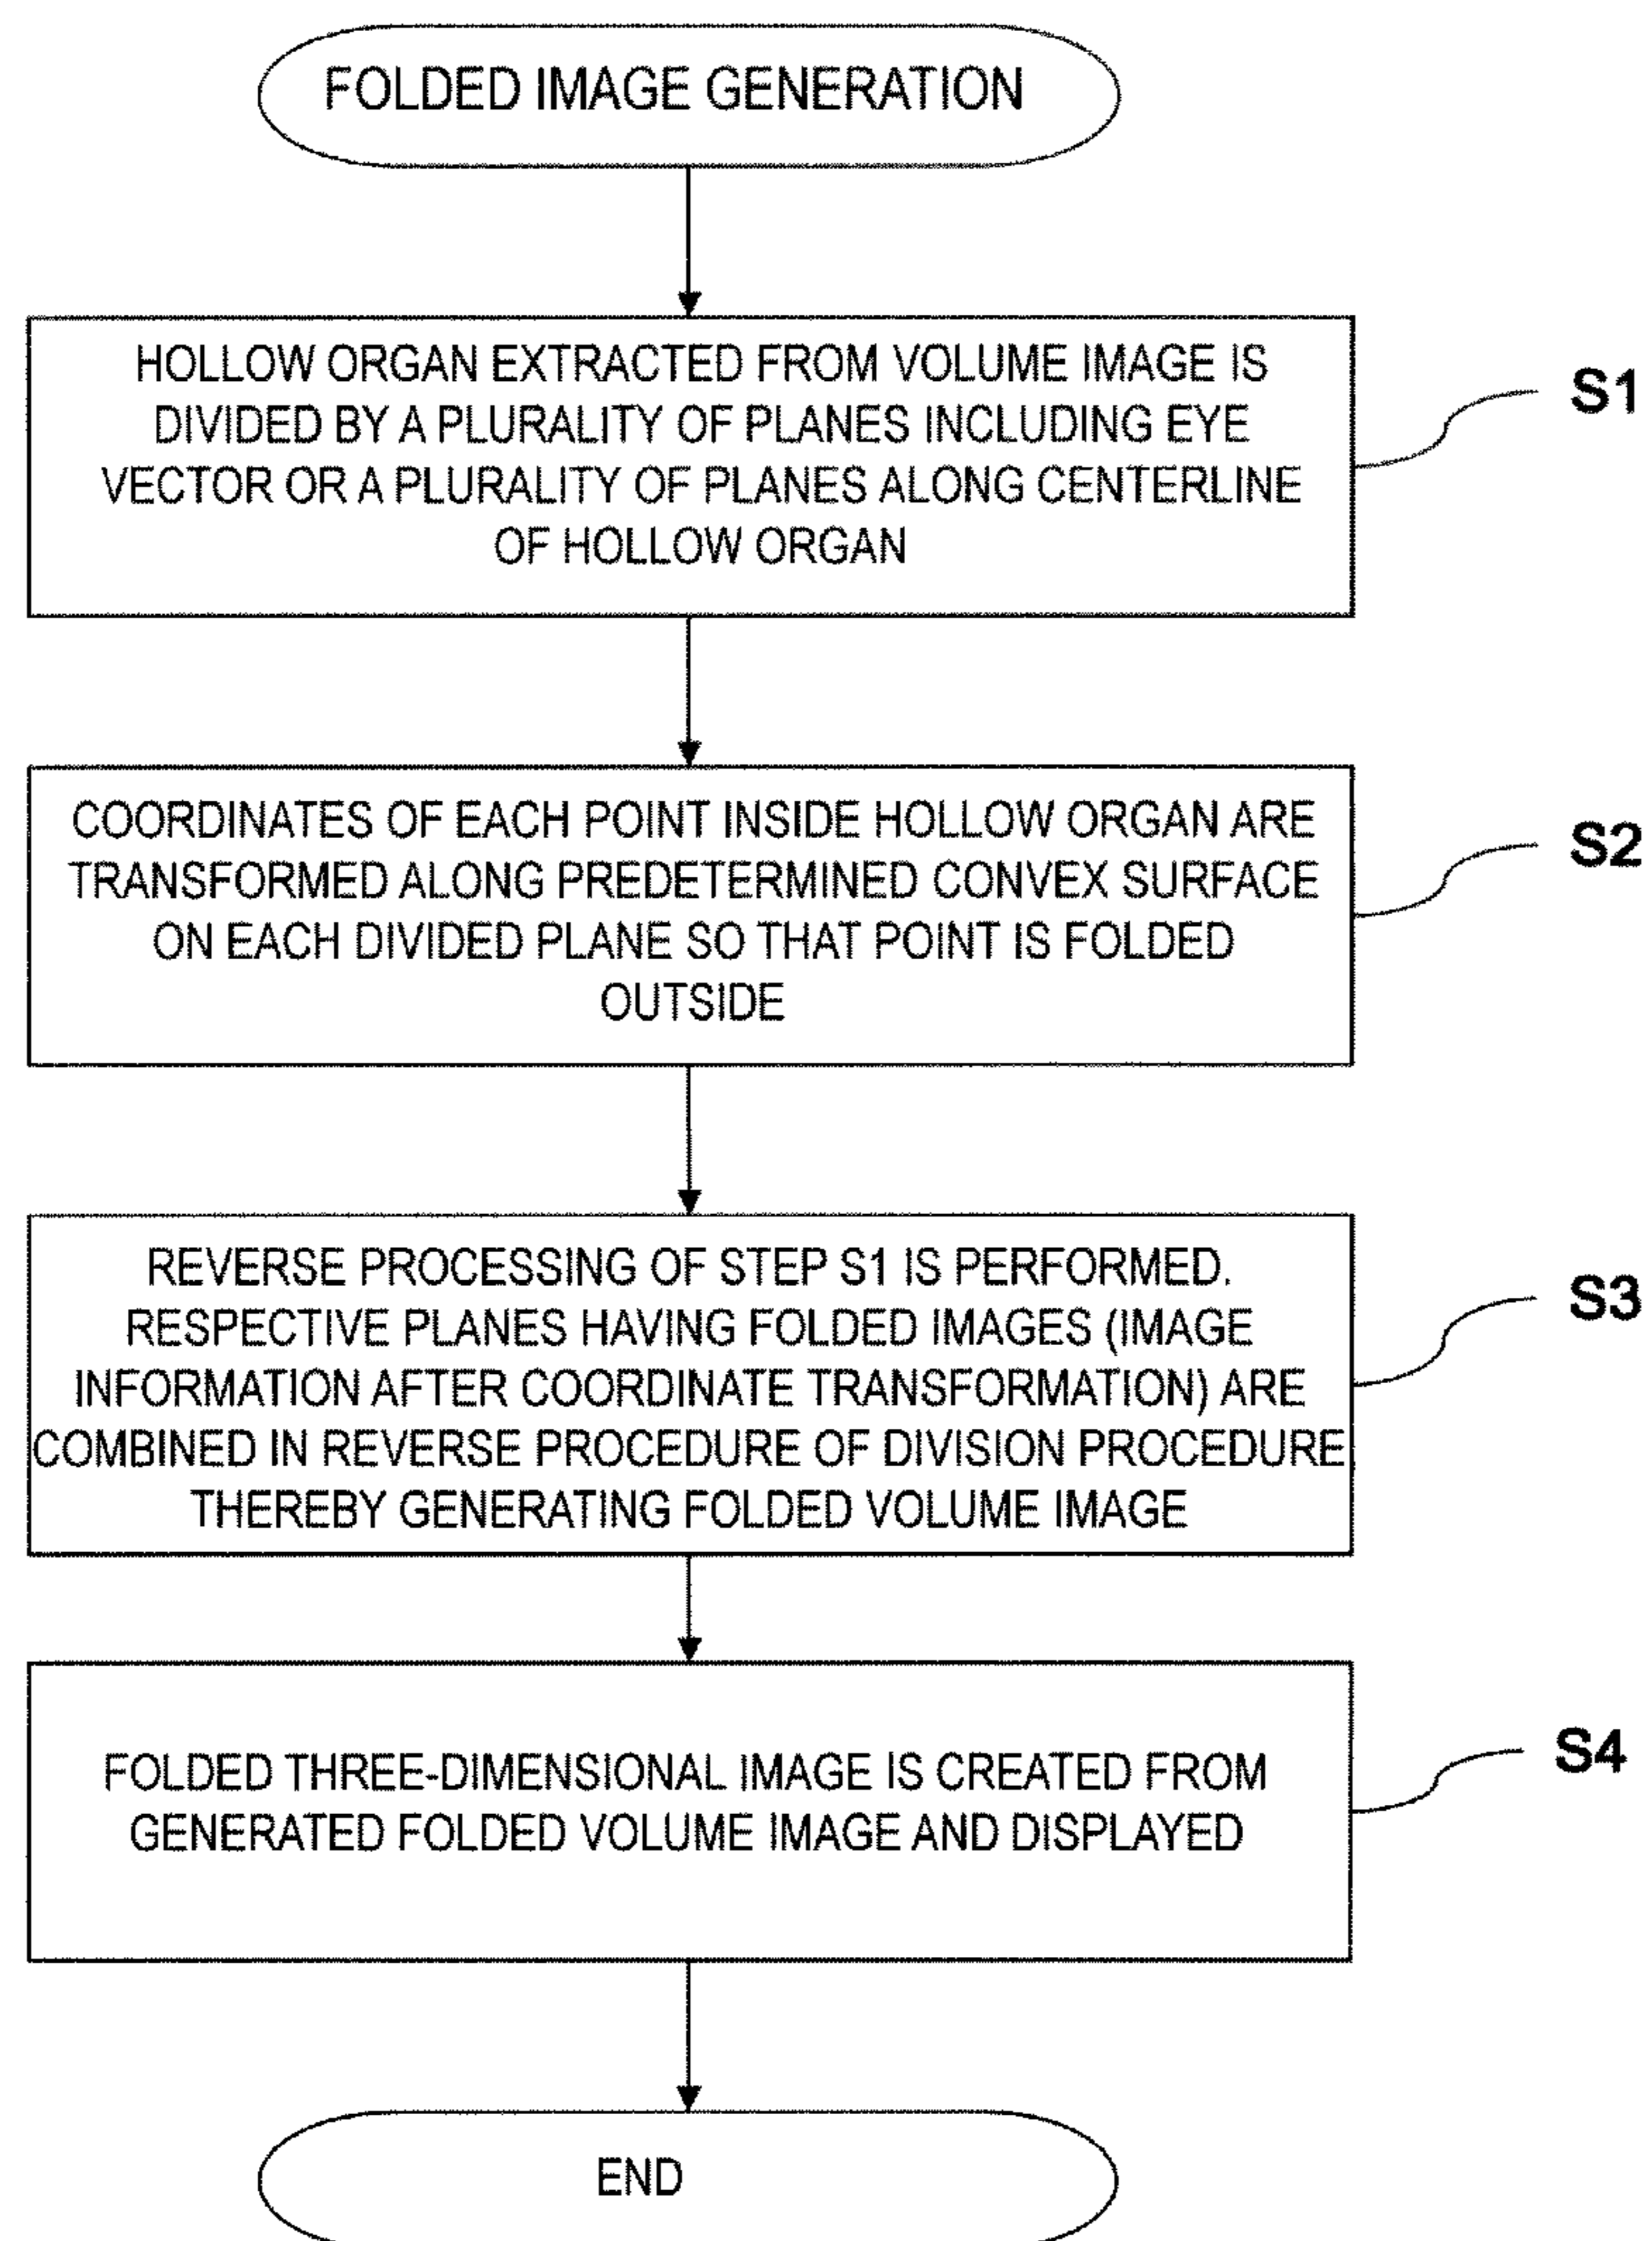 FOLDED IMAGE GENERATION
HOLLOW ORGAN EXTRACTED FROM VOLUME IMAGE IS
DIVIDED BY A PLURALITY OF PLANES INCLUDING EYE
VECTOR OR A PLURALITY OF PLANES ALONG CENTERLINE
OF HOLLOW ORGAN
S1
COORDINATES OF EACH POINT INSIDE HOLLOW ORGAN ARE
TRANSFORMED ALONG PREDETERMINED CONVEX SURFACE
ON EACH DIVIDED PLANE SO THAT POINT IS FOLDED
OUTSIDE
S2
REVERSE PROCESSING OF STEP S1 IS PERFORMED.
RESPECTIVE PLANES HAVING FOLDED IMAGES (IMAGE
INFORMATION AFTER COORDINATE TRANSFORMATION) ARE
COMBINED IN REVERSE PROCEDURE OF DIVISION PROCEDURE
THEREBY GENERATING FOLDED VOLUME IMAGE
S3
FOLDED THREE-DIMENSIONAL IMAGE IS CREATED FROM
GENERATED FOLDED VOLUME IMAGE AND DISPLAYED
S4
END